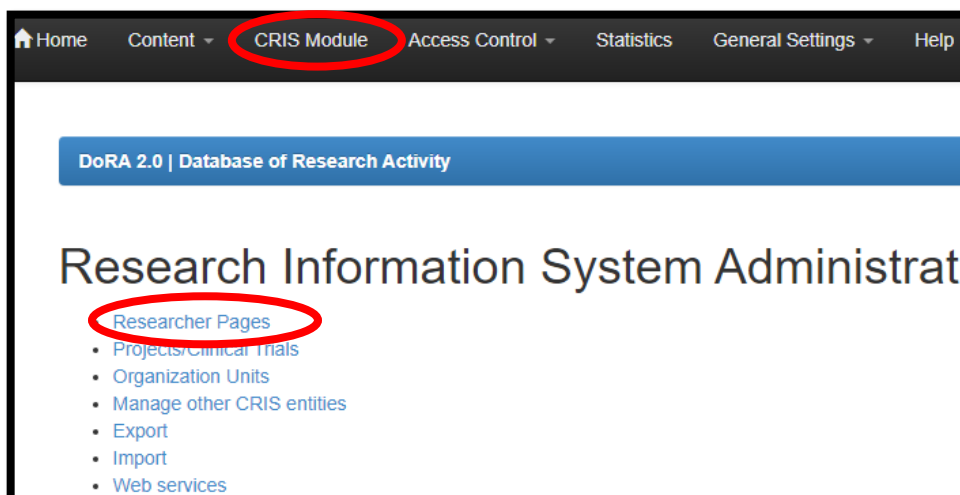 Home Content CRIS Module Access Control Statistics General Settings Help
DoRA 2.0 | Database of Research Activity
Research Information System Administrat
Researcher Pages
Projects/Clinical Trials
Organization Units
Manage other CRIS entities
Export
Import
Web services